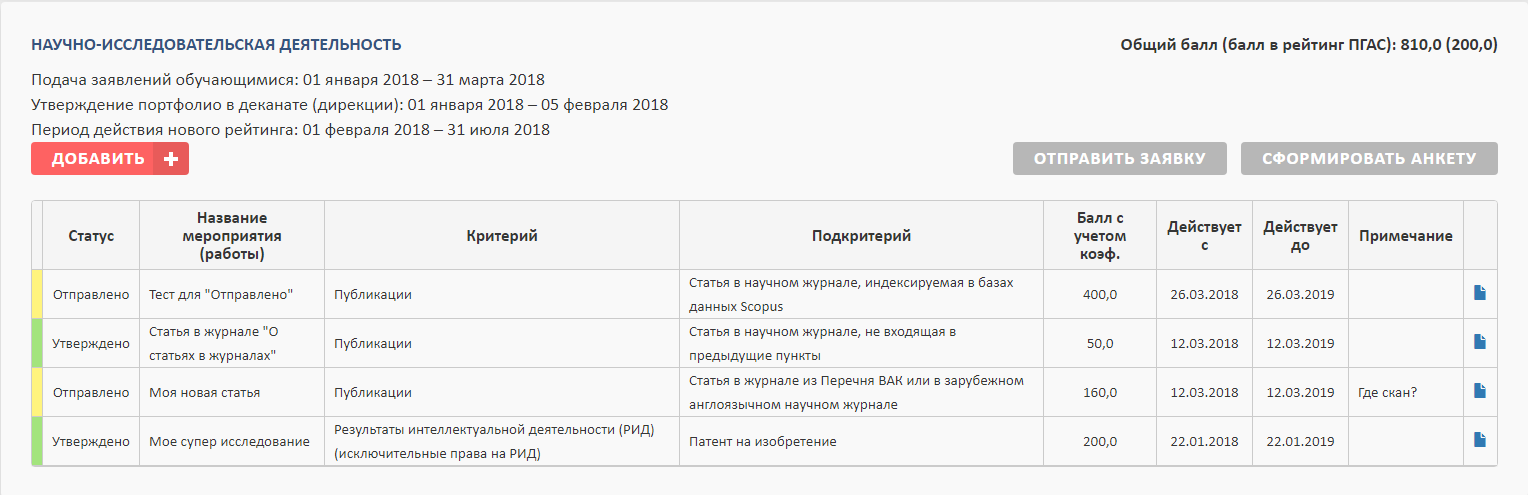 НАУЧНО-ИССЛЕДОВАТЕЛЬСКАЯ ДЕЯТЕЛЬНОСТЬ
Общий балл (балл в рейтинг ПГАС): 810,0 (200,0)
Подача заявлений обучающимися: 01 января 2018 – 31 марта 2018
Утверждение портфолио в деканате (дирекции): 01 января 2018 – 05 февраля 2018
Период действия нового рейтинга: 01 февраля 2018 – 31 июля 2018
ДОБАВИТЬ +
ОТПРАВИТЬ ЗАЯВКУ
СФОРМИРОВАТЬ АНКЕТУ
Статус
Название
мероприятия
(работы)
Критерий
Подкритерий
Балл с
учетом
коэф.
Действует
с
Действует
до
Примечание
Отправлено
Тест для "Отправлено"
Публикации
Статья в научном журнале, индексируемая в базах
данных Scopus
400,0
26.03.2018
26.03.2019
Утверждено
Статья в журнале "О
статьях в журналах"
Публикации
Статья в научном журнале, не входящая в
предыдущие пункты
50,0
12.03.2018
12.03.2019
Отправлено
Моя новая статья
Публикации
Статья в журнале из Перечня ВАК или в зарубежном
англоязычном научном журнале
160,0
12.03.2018
12.03.2019
Где скан?
Утверждено
Мое супер исследование
Результаты интеллектуальной деятельности (РИД)
(исключительные права на РИД)
Патент на изобретение
200,0
22.01.2018
22.01.2019